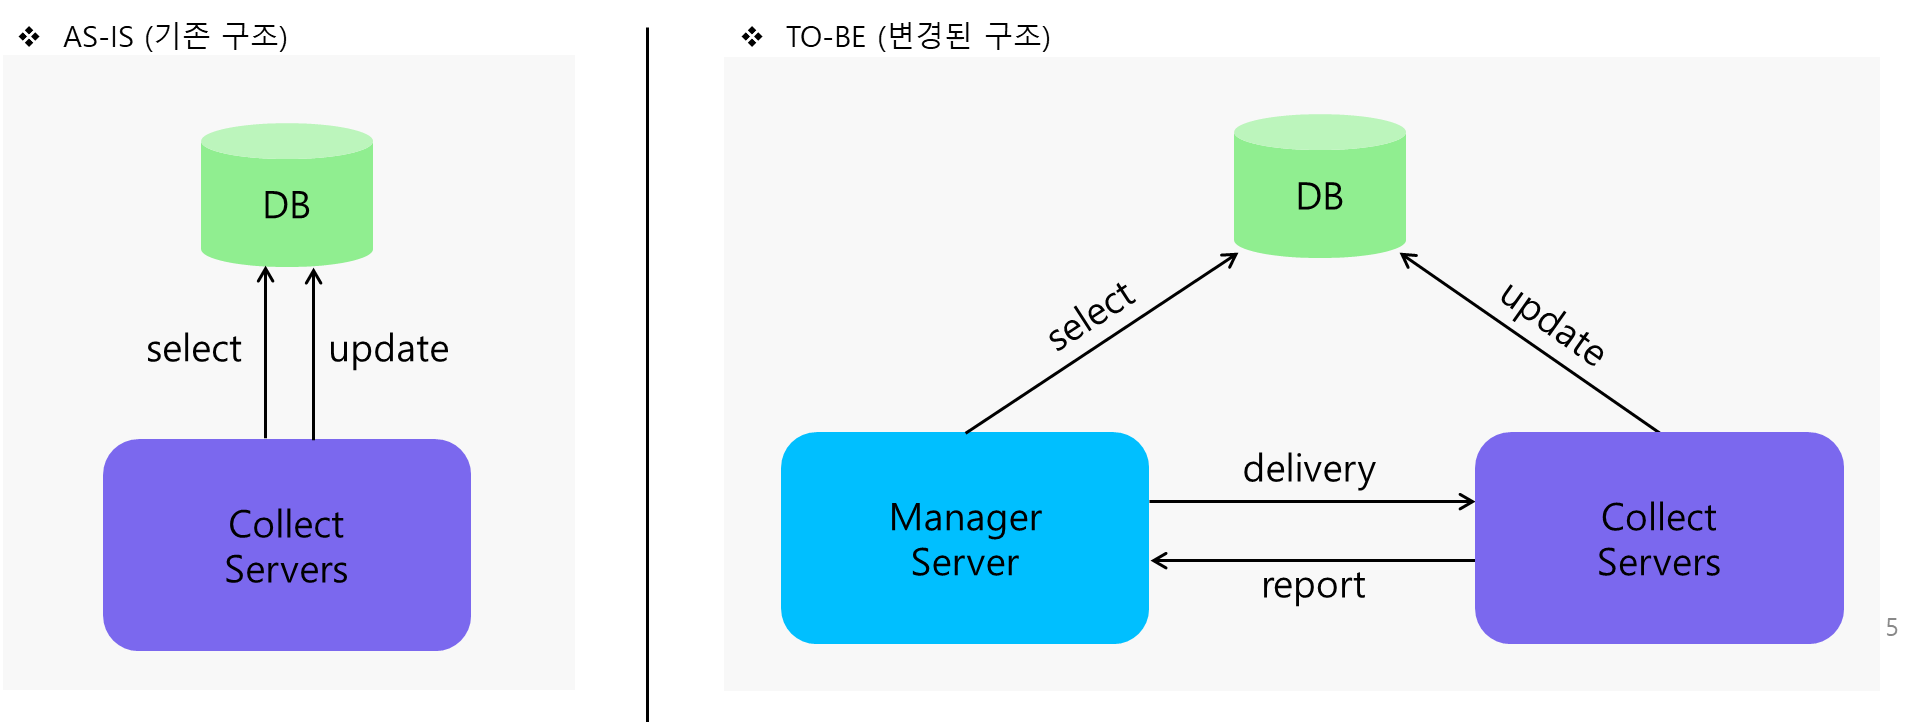 ❖ AS-IS (기존 구조)
DB
select
update
Collect
Servers
❖ TO-BE (변경된 구조)
DB
select
update
Manager
Server
delivery
report
Collect
Servers
5